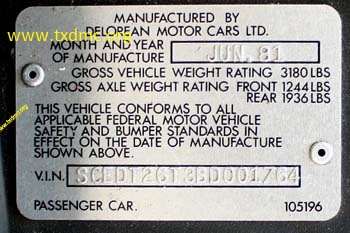 www.txdmc.org
MANUFACTURED BY
DELOREAN MOTOR CARS LTD.
MONTH AND YEAR
OF MANUFACTURE JUN. 81
GROSS VEHICLE WEIGHT RATING 3180 LBS
GROSS AXLE WEIGHT RATING FRONT 1244 LBS
REAR 1936 LBS
THIS VEHICLE CONFORMS TO ALL
APPLICABLE FEDERAL MOTOR VEHICLE
SAFETY AND BUMPER STANDARDS IN
EFFECT ON THE DATE OF MANUFACTURE
SHOWN ABOVE.
V.I.N. SCEDT26T3BD001764
PASSENGER CAR. 105196